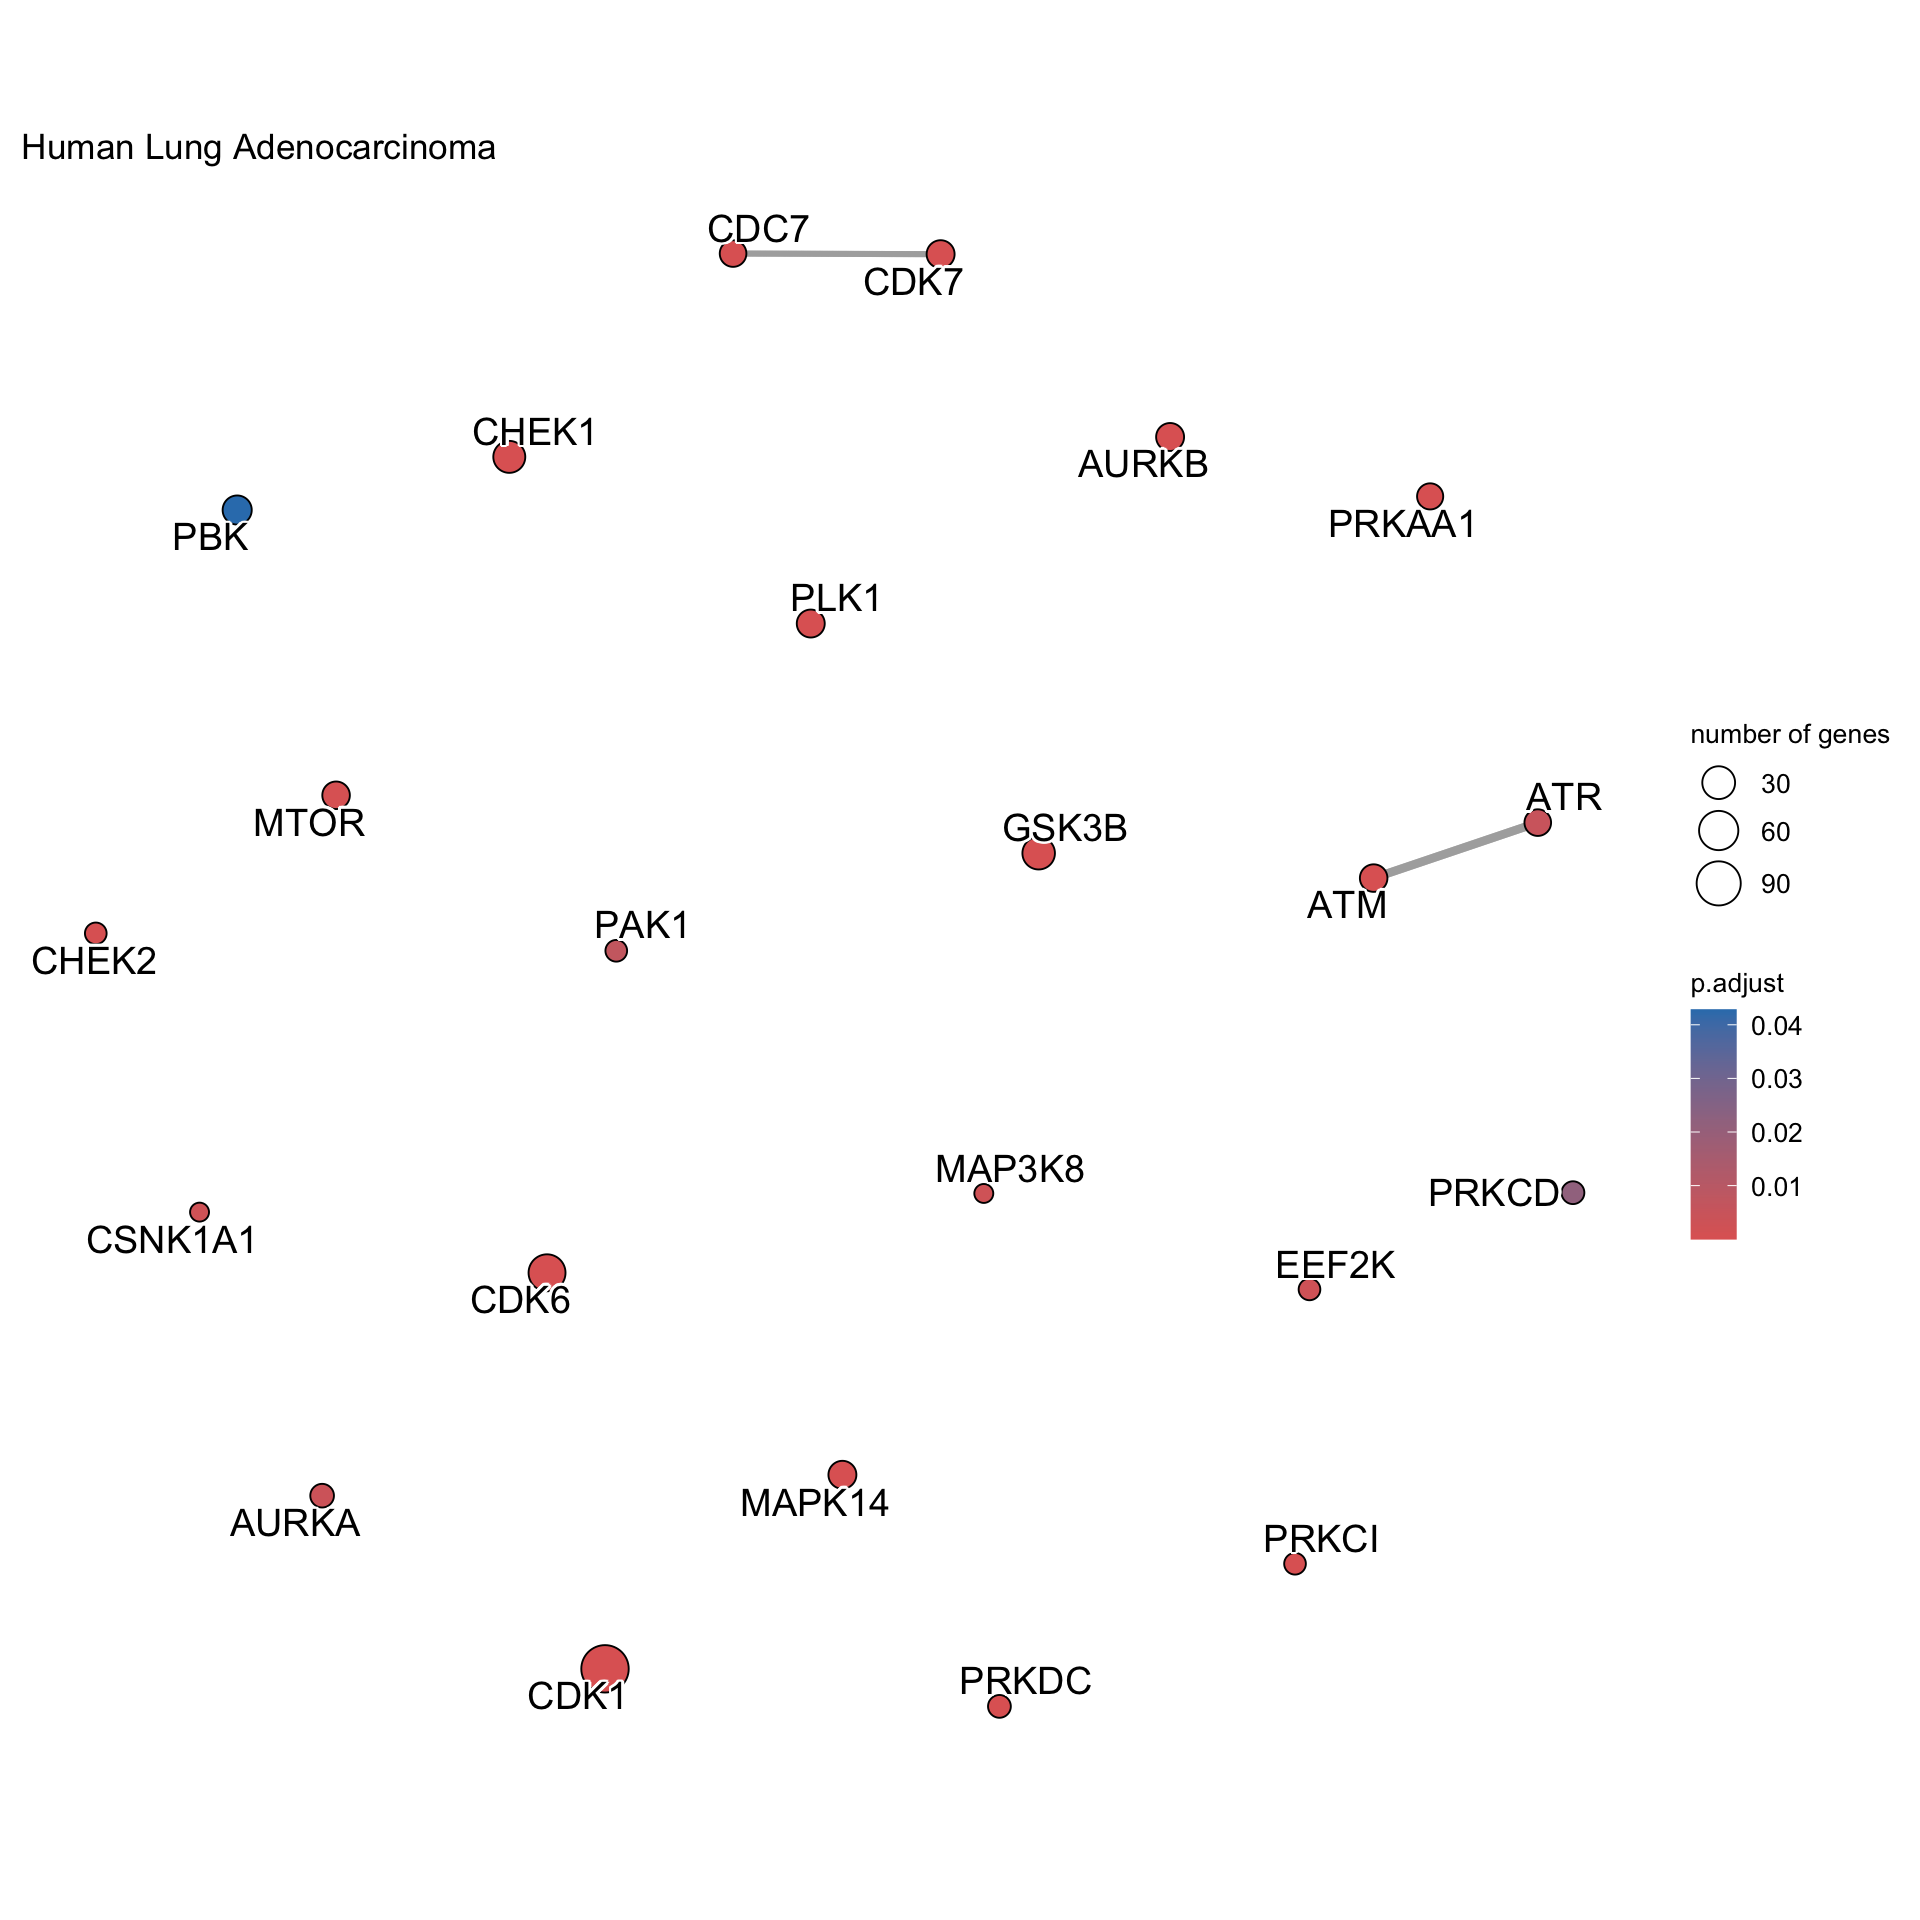 Human Lung Adenocarcinoma
CDC7
CDK7
CHEK1
AURKB
PBK
PRKAA1
PLK1
MTOR
GSK3B
ATR
ATM
CHEK2
PAK1
number of genes
30
60
90
p.adjust
0.04
0.03
0.02
0.01
MAP3K8
PRKCD
CSNK1A1
EEF2K
CDK6
AURKA
MAPK14
PRKCI
CDK1
PRKDC